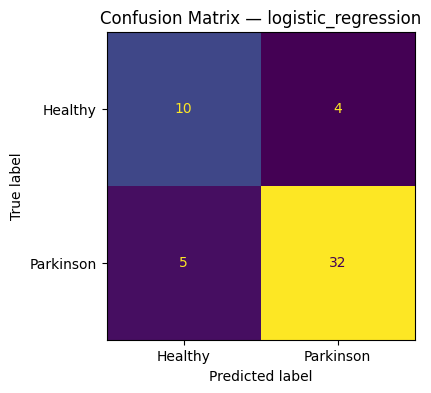 Confusion Matrix — logistic_regression
True label
Healthy
10
4
Parkinson
5
32
Healthy
Parkinson
Predicted label